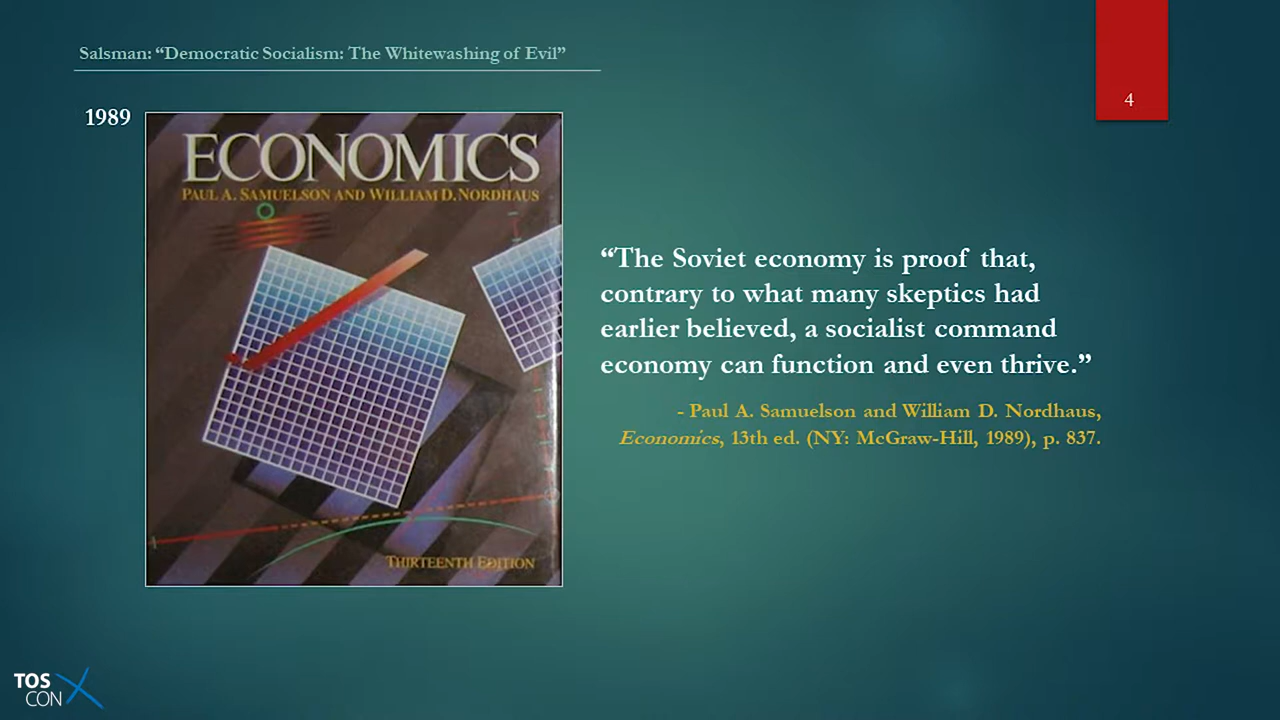 Salsman: “Democratic Socialism: The Whitewashing of Evil”
4
1989
ECONOMICS
PAUL A. SAMUELSON AND WILLIAM D. NORDHAUS
THIRTEENTH EDITION
“The Soviet economy is proof that,
contrary to what many skeptics had
earlier believed, a socialist command
economy can function and even thrive.”
- Paul A. Samuelson and William D. Nordhaus,
Economics, 13th ed. (NY: McGraw-Hill, 1989), p. 837.
TOS
CON